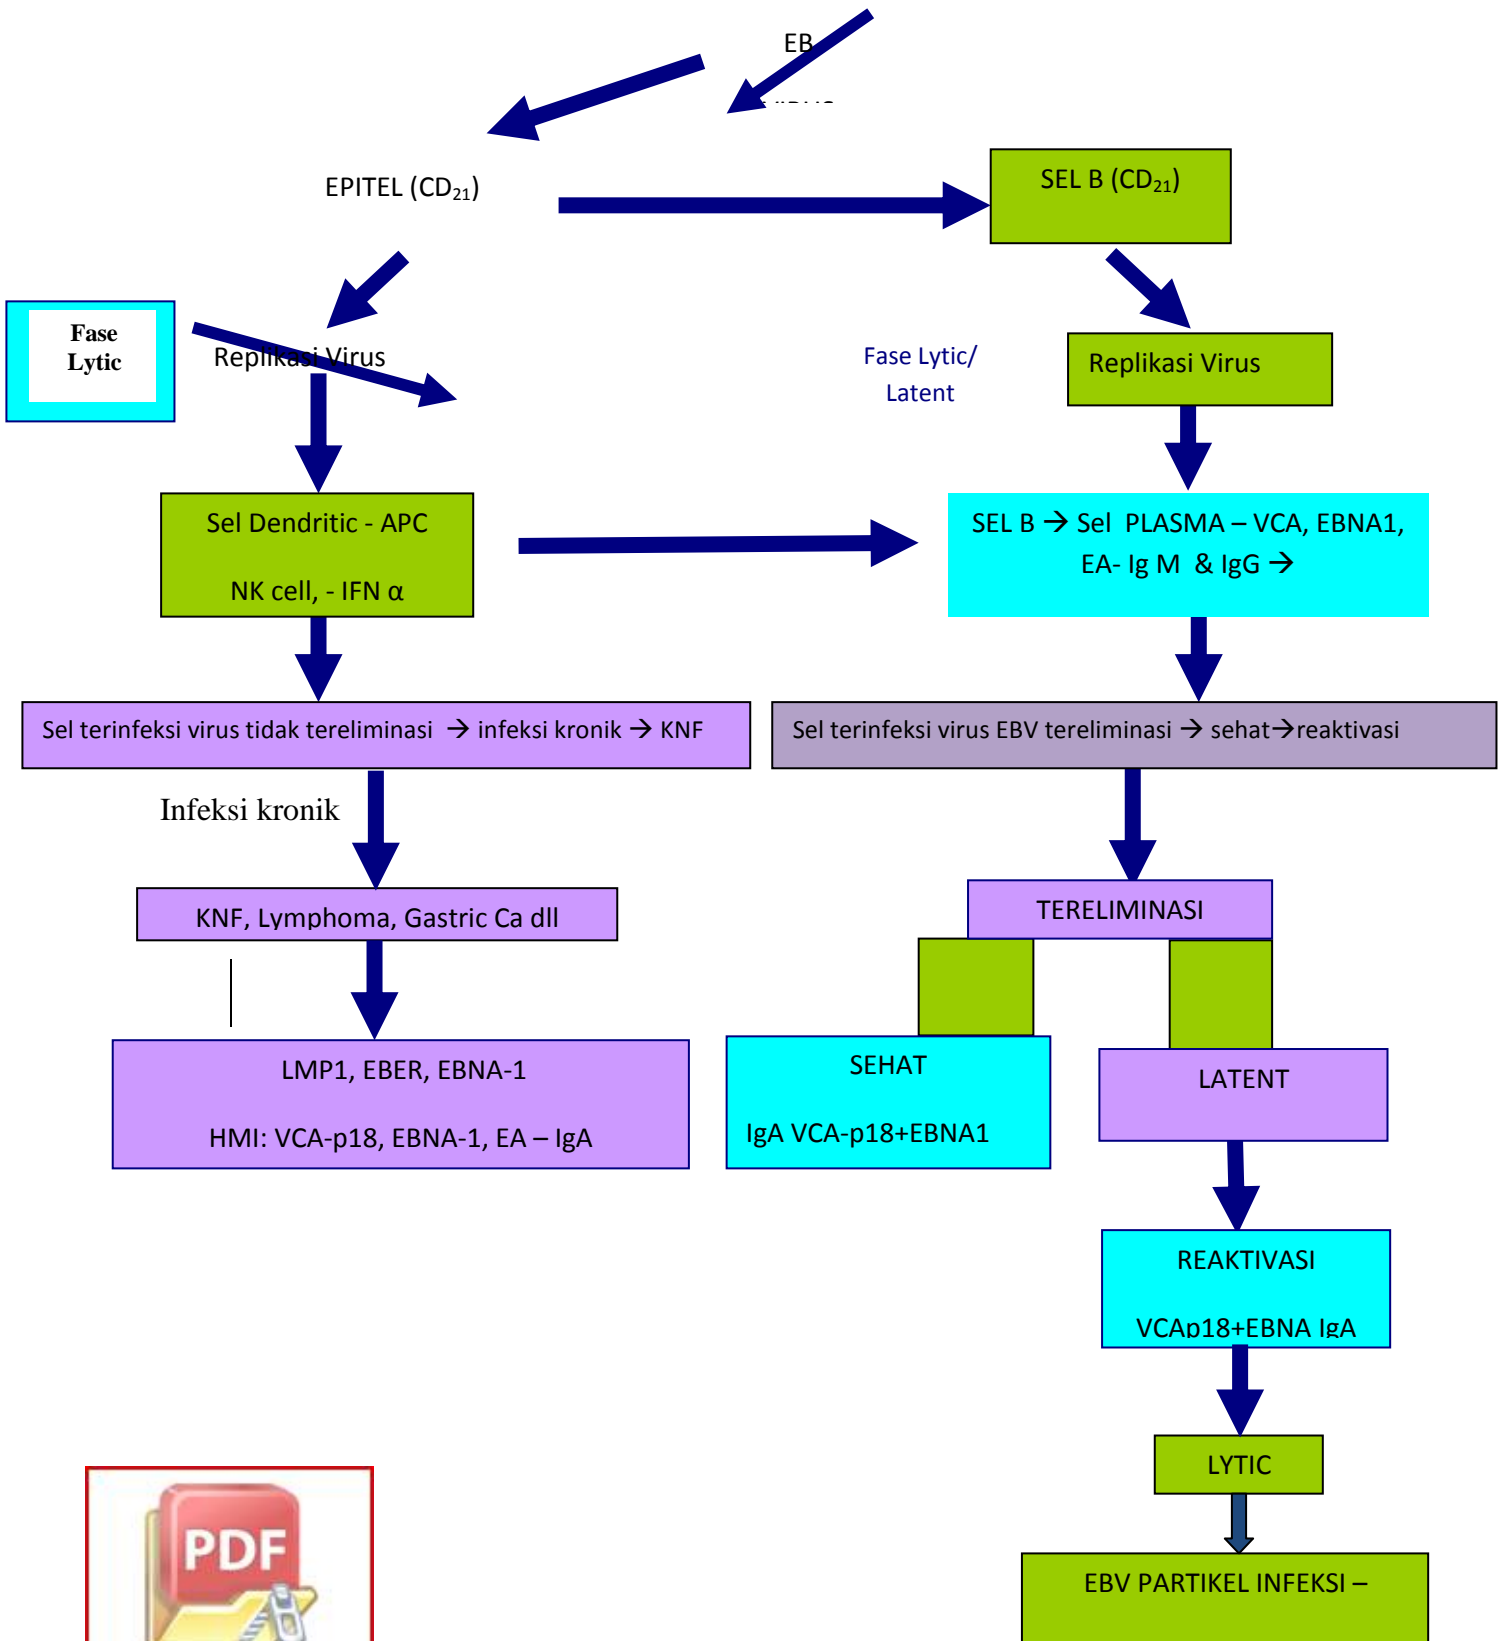 EB
EPITEL (CD21)
SEL B (CD21)
Fase
Lytic
Replikasi Virus
Fase Lytic/
Latent
Replikasi Virus
Sel Dendritic - APC
NK cell, - IFN α
SEL B → Sel PLASMA – VCA, EBNA1,
EA- Ig M & IgG →
Sel terinfeksi virus tidak tereliminasi → infeksi kronik → KNF
Sel terinfeksi virus EBV tereliminasi → sehat→reaktivasi
Infeksi kronik
KNF, Lymphoma, Gastric Ca dll
TERELIMINASI
LMP1, EBER, EBNA-1
HMI: VCA-p18, EBNA-1, EA – IgA
SEHAT
IgA VCA-p18+EBNA1
LATENT
REAKTIVASI
VCAp18+EBNA IgA
LYTIC
EBV PARTIKEL INFEKSI –
PDF